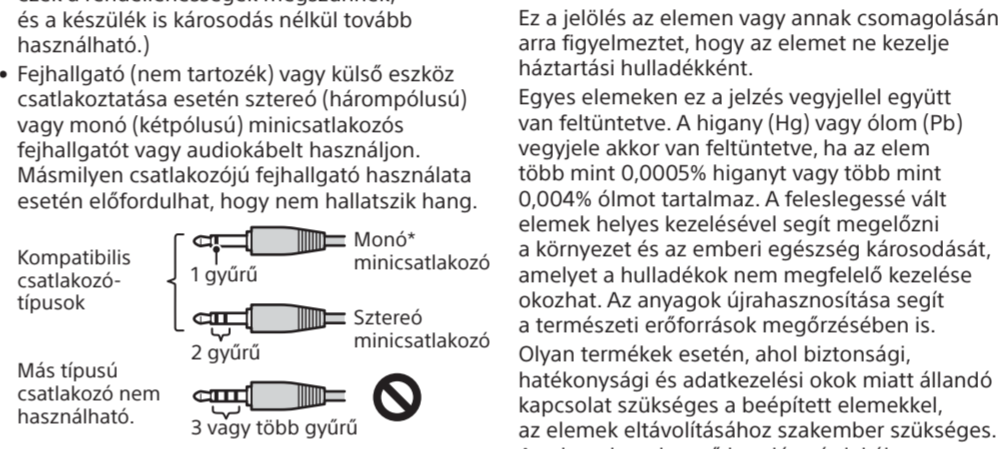 és a készülék is károsodás nélkül tovább
használható.)
• Fejhallgató (nem tartozék) vagy külső eszköz
csatlakoztatása esetén sztereó (hárompólusú)
vagy monó (kétpólusú) minicsatlakozós
fejhallgatót vagy audiokábelt használjon.
Másmilyen csatlakozójú fejhallgató használata
esetén előfordulhat, hogy nem hallatszik hang.
Kompatibilis
csatlakozó-
típusok
1 gyűrű
Monó*
minicsatlakozó
2 gyűrű
Sztereó
minicsatlakozó
Más típusú
csatlakozó nem
használható.
3 vagy több gyűrű
Ez a jelölés az elemen vagy annak csomagolásán
arra figyelmeztet, hogy az elemet ne kezelje
háztartási hulladékként.
Egyes elemeken ez a jelzés vegyjellel együtt
van feltüntetve. A higany (Hg) vagy ólom (Pb)
vegyjele akkor van feltüntetve, ha az elem
több mint 0,0005% higanyt vagy több mint
0,004% ólmot tartalmaz. A feleslegessé vált
elemek helyes kezelésével segít megelőzni
a környezet és az emberi egészség károsodását,
amelyet a hulladékok nem megfelelő kezelése
okozhat. Az anyagok újrahasznosítása segít
a természeti erőforrások megőrzésében is.
Olyan termékek esetén, ahol biztonsági,
hatékonysági és adatkezelési okok miatt állandó
kapcsolat szükséges a beépített elemekkel,
az elemek eltávolításához szakember szükséges.